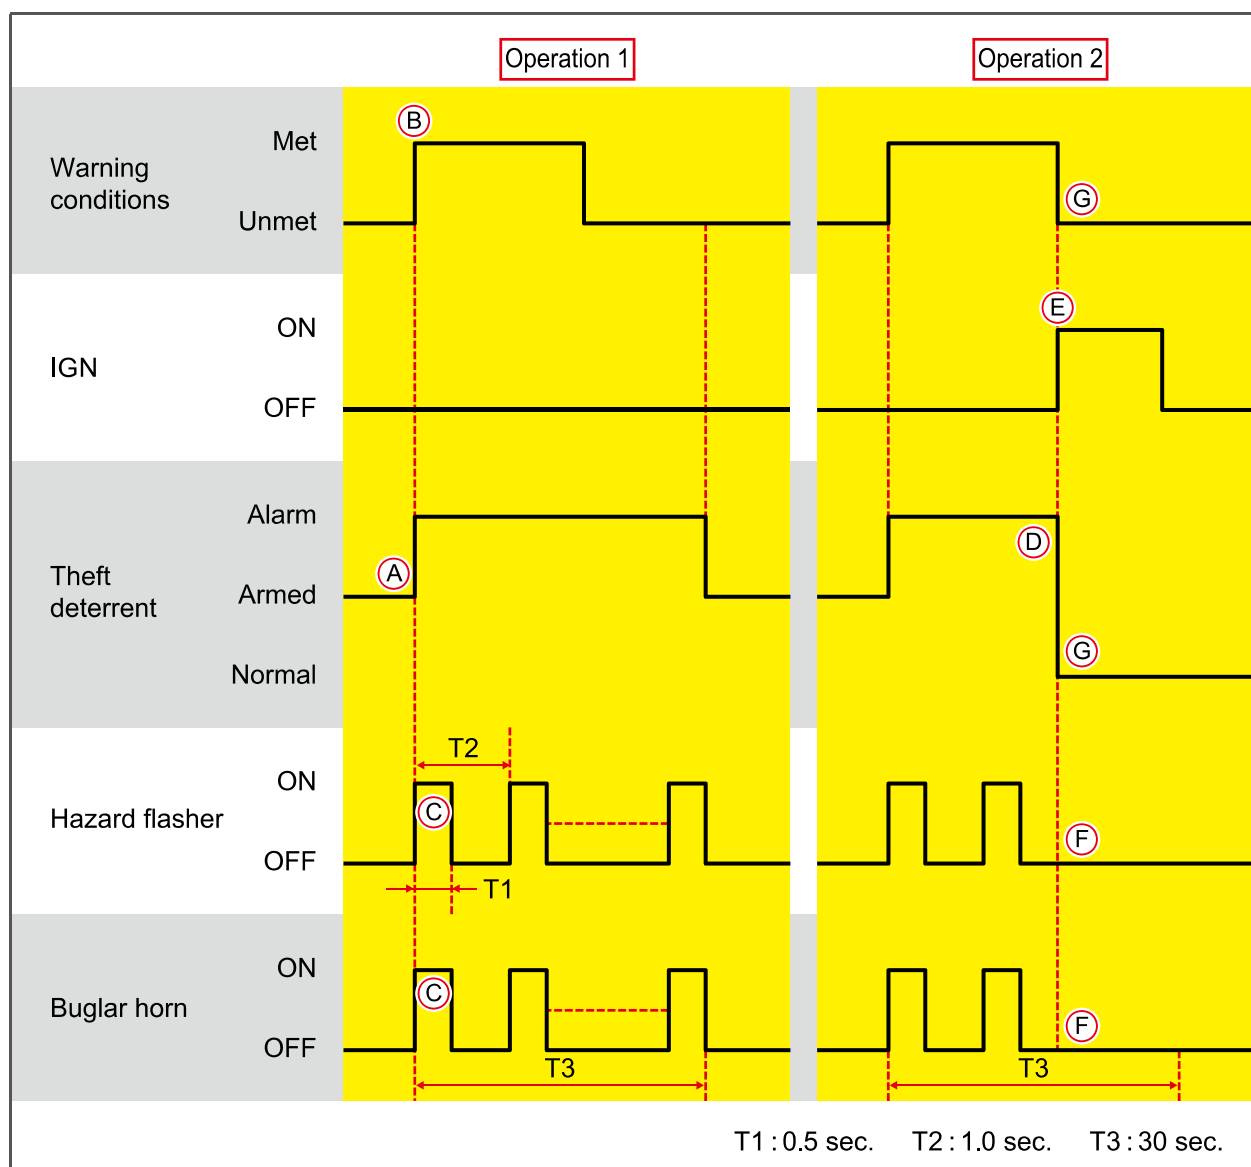 Operation 1
Operation 2
Warning
conditions
Met
Unmet
B
G
IGN
ON
OFF
E
Theft
deterrent
Alarm
Armed
Normal
A
D
G
Hazard flasher
ON
OFF
T2
C
T1
F
Buglar horn
ON
OFF
C
F
T3
T3
T1 : 0.5 sec. T2 : 1.0 sec. T3 : 30 sec.